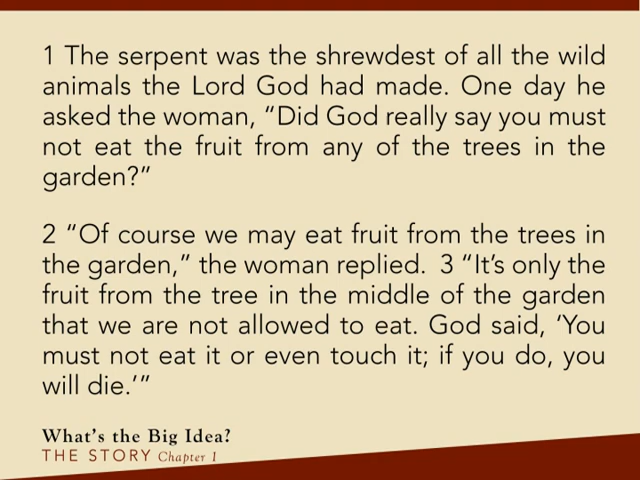 1 The serpent was the shrewdest of all the wild
animals the Lord God had made. One day he
asked the woman, “Did God really say you must
not eat the fruit from any of the trees in the
garden?”
2 “Of course we may eat fruit from the trees in
the garden,” the woman replied.  3 “It’s only the
fruit from the tree in the middle of the garden
that we are not allowed to eat. God said, ‘You
must not eat it or even touch it; if you do, you
will die.’”
What’s the Big Idea?
THE STORY Chapter 1